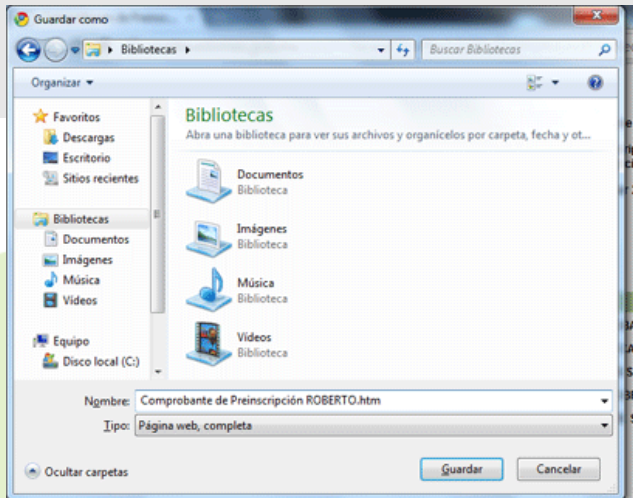 Guardar como
Bibliotecas
Buscar Bibliotecas
Organizar
Favoritos
Descargas
Escritorio
Sitios recientes
Bibliotecas
Documentos
Imágenes
Música
Vídeos
Equipo
Disco local (C:)
Bibliotecas
Abra una biblioteca para ver sus archivos y organícelos por carpeta, fecha y ot...
Documentos
Biblioteca
Imágenes
Biblioteca
Música
Biblioteca
Vídeos
Biblioteca
Nombre: Comprobante de Preinscripción ROBERTO.htm
Tipo: Página web, completa
Ocultar carpetas
Guardar
Cancelar